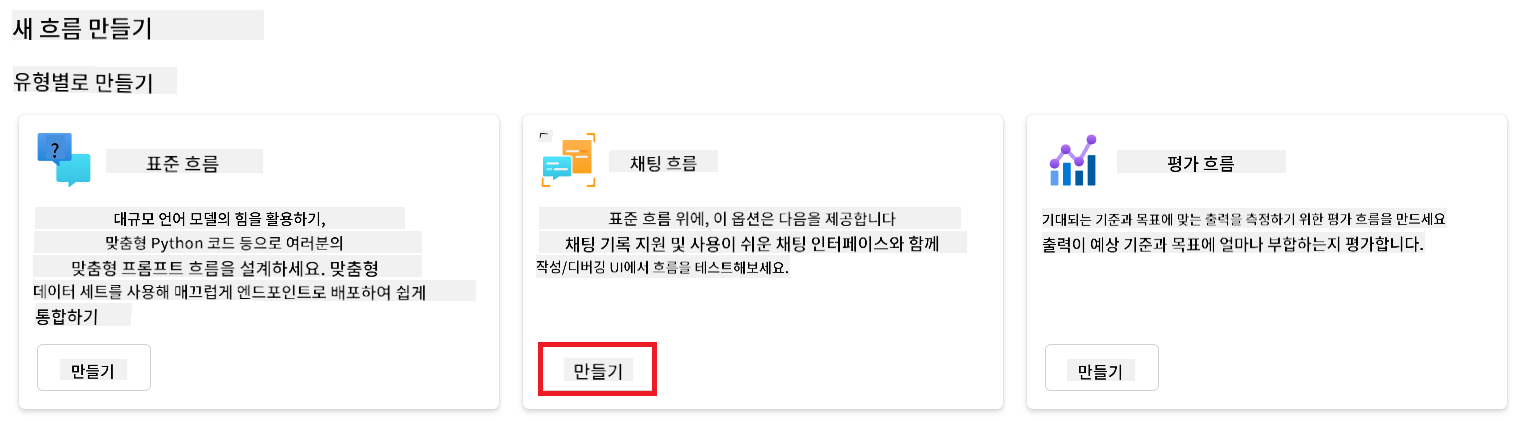 새 흐름 만들기
유형별로 만들기
?
표준 흐름
대규모 언어 모델의 힘을 활용하기,
맞춤형 Python 코드 등으로 여러분의
맞춤형 프롬프트 흐름을 설계하세요. 맞춤형
데이터 세트를 사용해 매끄럽게 엔드포인트로 배포하여 쉽게
통합하기
만들기
채팅 흐름
표준 흐름 위에, 이 옵션은 다음을 제공합니다
채팅 기록 지원 및 사용이 쉬운 채팅 인터페이스와 함께
작성/디버깅 UI에서 흐름을 테스트해보세요.
만들기
평가 흐름
기대되는 기준과 목표에 맞는 출력을 측정하기 위한 평가 흐름을 만드세요
출력이 예상 기준과 목표에 얼마나 부합하는지 평가합니다.
만들기